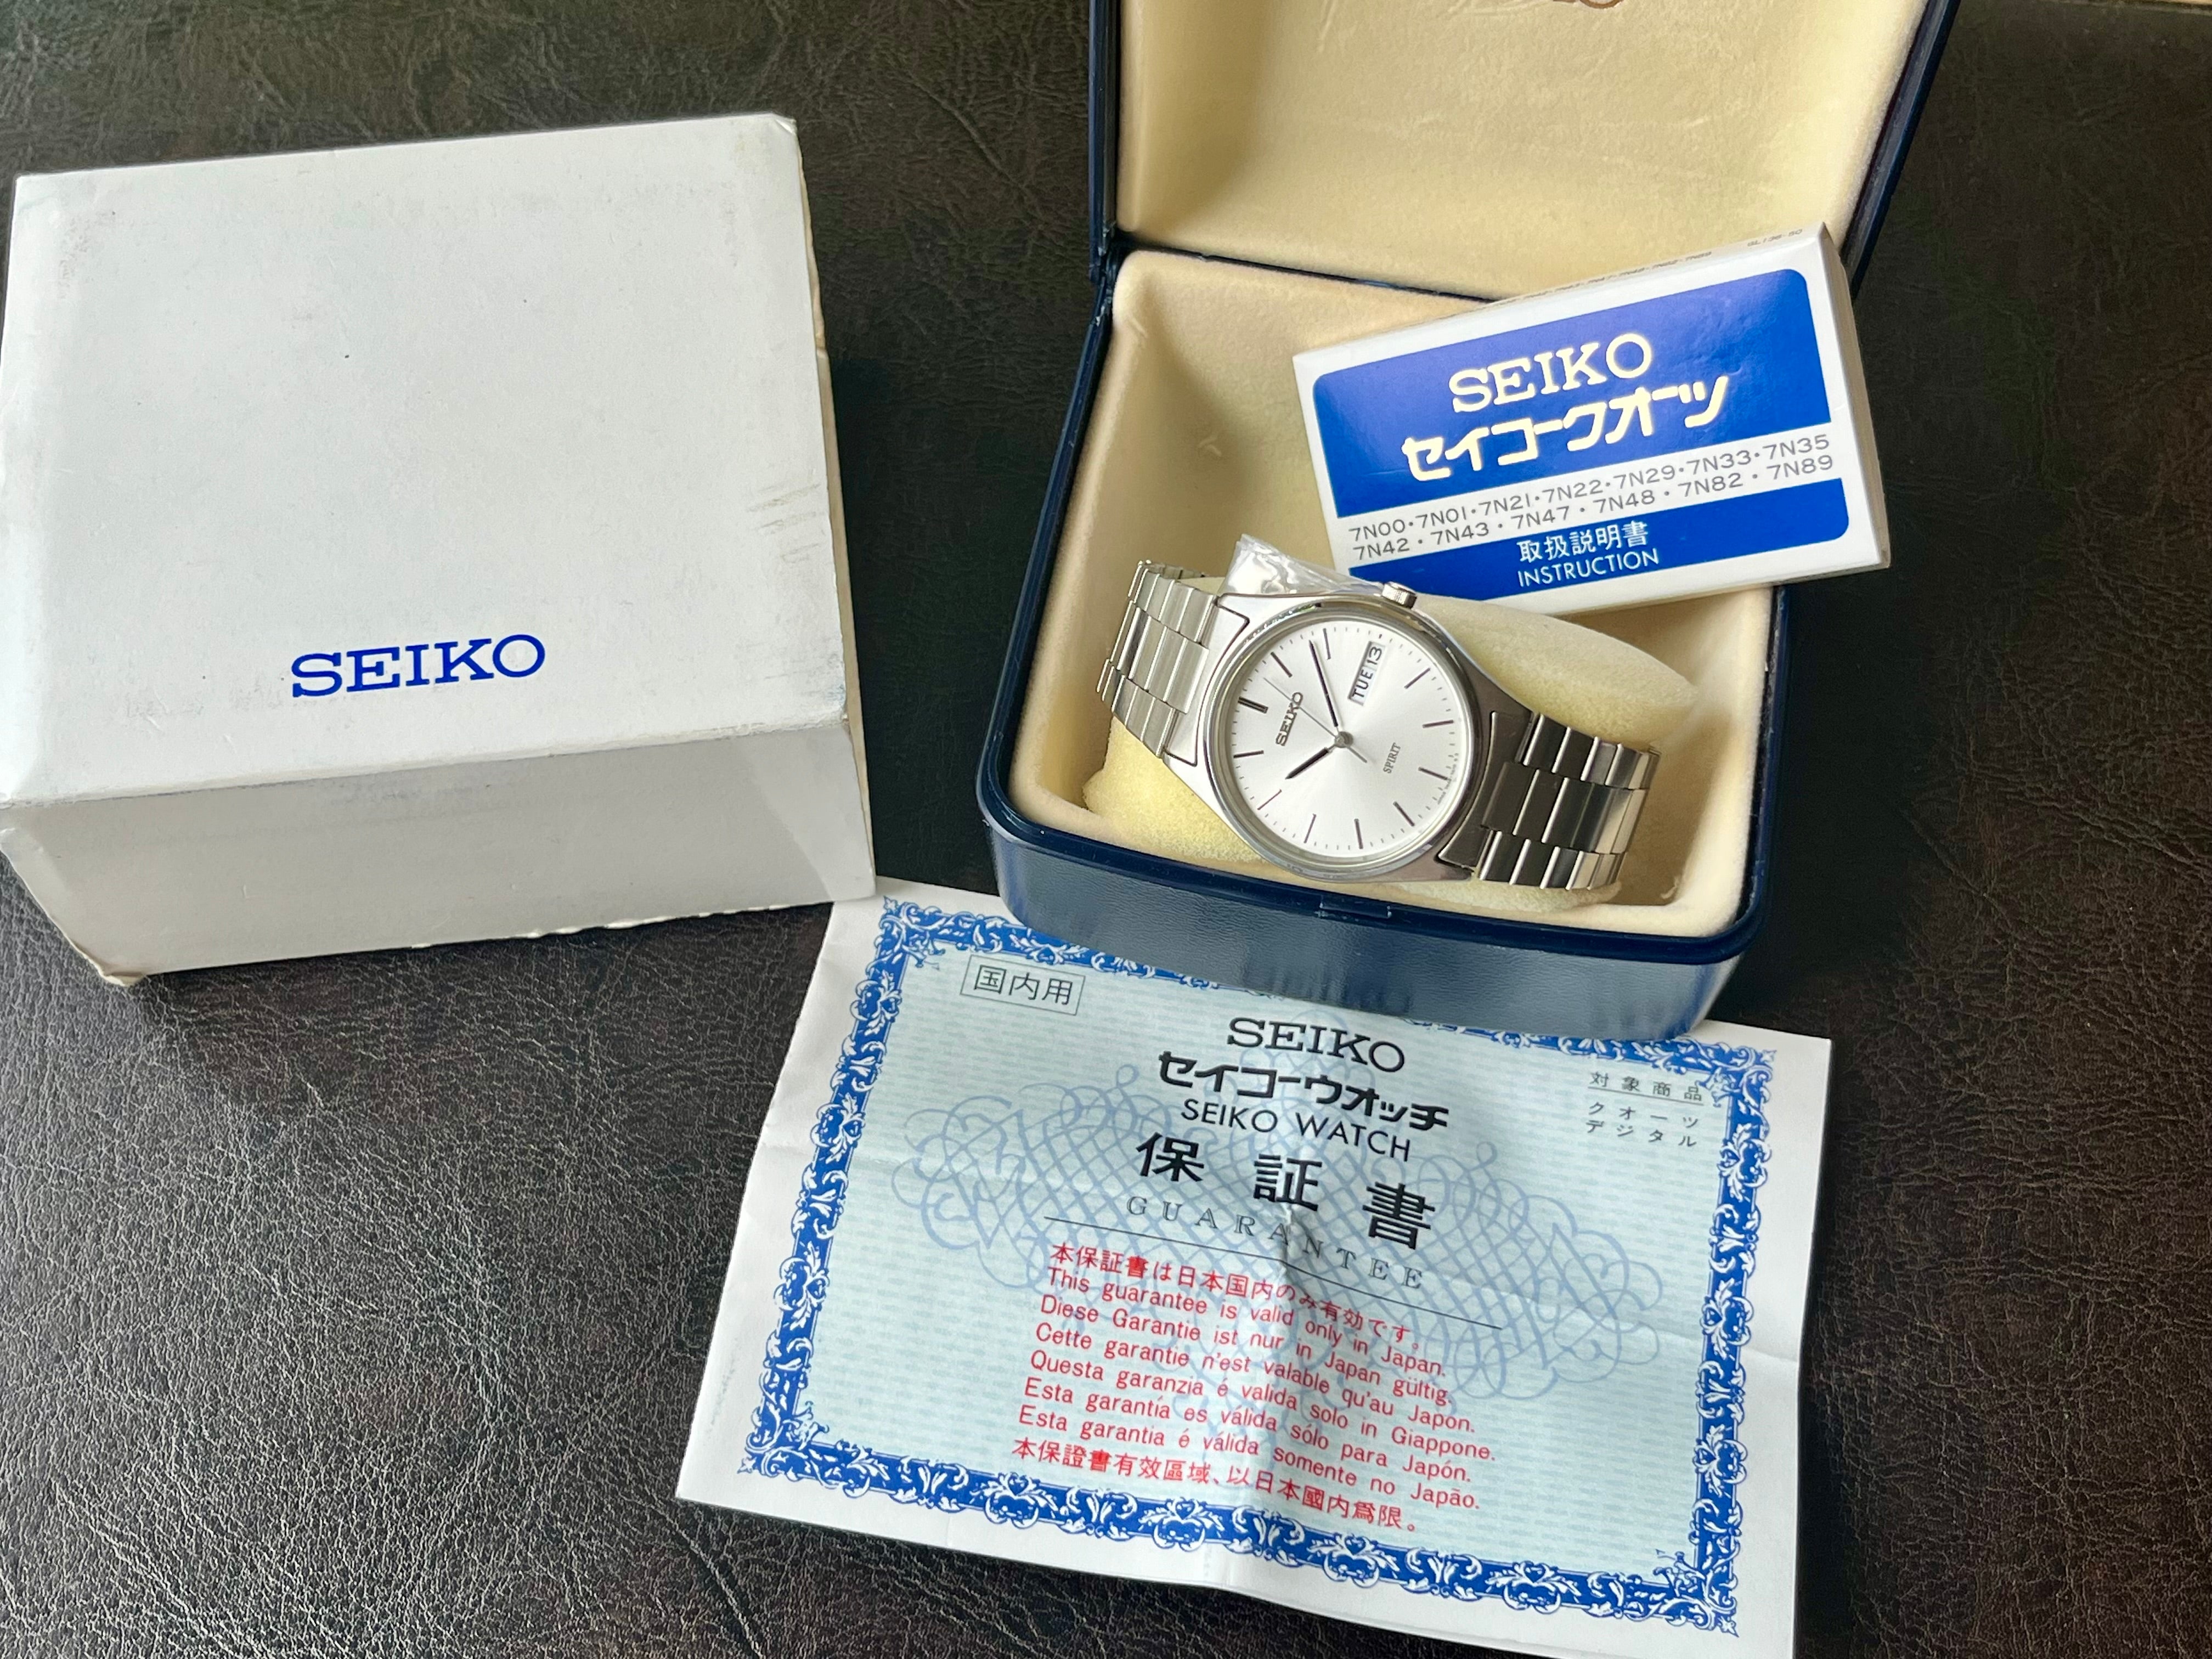 SEIKO
SEIKO
セイコークオーツ
7N00・7N01・7N21・7N22・7N29・7N33・7N35
7N42・7N43・7N47・7N48・7N82・7N89
取扱説明書
INSTRUCTION
TUE 13
SEIKO
SPIRIT
国内用
SEIKO
セイコーウオッチ
SEIKO WATCH
保証書
GUARANTEE
対象商品
クオーツ
デジタル
本保証書は日本国内のみ有効です。
This guarantee is valid only in Japan.
Diese Garantie ist nur in Japan gültig.
Cette garantie n'est valable qu'au Japon.
Questa garanzia é valida solo in Giappone.
Esta garantía es válida sólo para Japón.
Esta garantia é válida somente no Japão.
本保證書有效區域、以日本國内爲限。